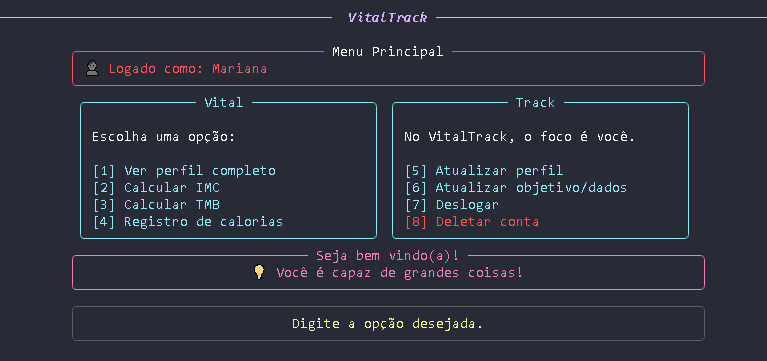 VitalTrack
Menu Principal
Logado como: Mariana
Vital
Escolha uma opção:
[1] Ver perfil completo
[2] Calcular IMC
[3] Calcular TMB
[4] Registro de calorias
Track
No VitalTrack, o foco é você.
[5] Atualizar perfil
[6] Atualizar objetivo/dados
[7] Deslogar
[8] Deletar conta
Seja bem vindo(a)!
Você é capaz de grandes coisas!
Digite a opção desejada.